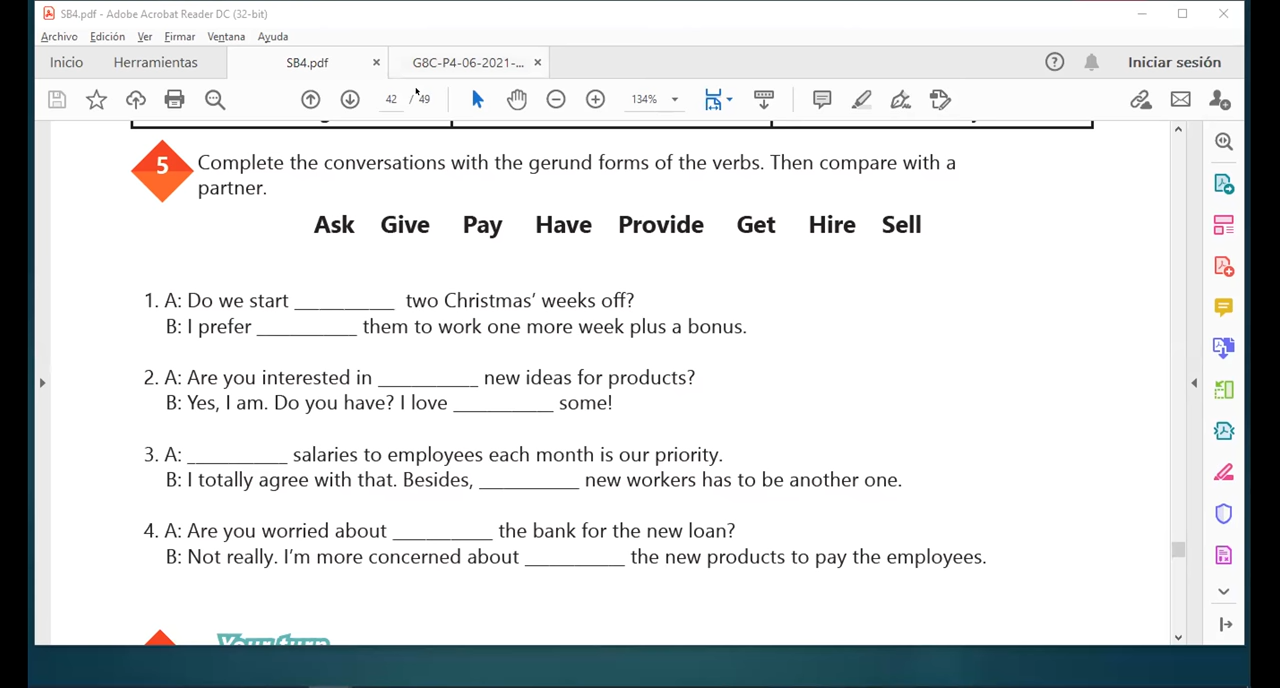 SB4.pdf - Adobe Acrobat Reader DC (32-bit)
Archivo Edición Ver Firmar Ventana Ayuda
Inicio Herramientas SB4.pdf × G8C-P4-06-2021-... × Iniciar sesión
42 / 49 134%
5 Complete the conversations with the gerund forms of the verbs. Then compare with a
partner.
Ask Give Pay Have Provide Get Hire Sell
1. A: Do we start __________ two Christmas' weeks off?
B: I prefer __________ them to work one more week plus a bonus.
2. A: Are you interested in __________ new ideas for products?
B: Yes, I am. Do you have? I love __________ some!
3. A: __________ salaries to employees each month is our priority.
B: I totally agree with that. Besides, __________ new workers has to be another one.
4. A: Are you worried about __________ the bank for the new loan?
B: Not really. I'm more concerned about __________ the new products to pay the employees.
Your turn